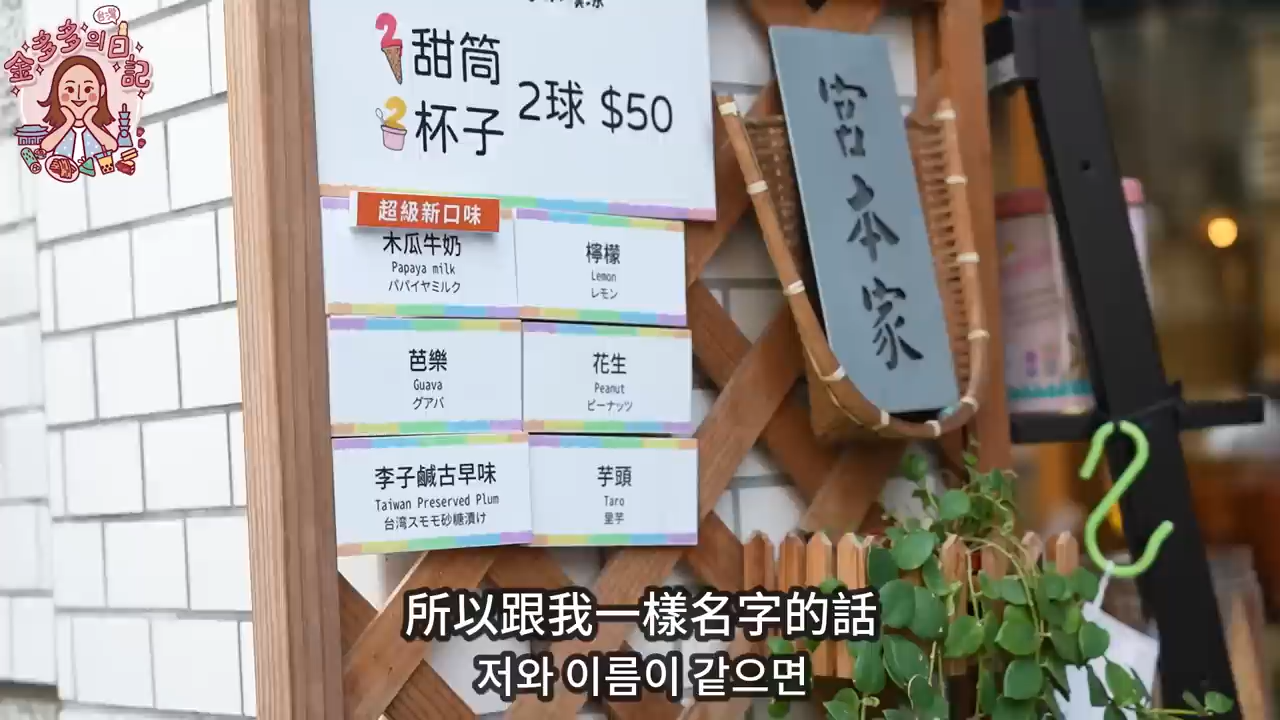 台灣
金多多의日記
2甜筒
2杯子
2球 $50
超級新口味
木瓜牛奶
Papaya milk
パパイヤミルク
檸檬
Lemon
レモン
芭樂
Guava
グアバ
花生
Peanut
ピーナッツ
李子鹹古早味
Taiwan Preserved Plum
台湾スモモ砂糖漬け
芋頭
Taro
里芋
宮本家
所以跟我一樣名字的話
저와 이름이 같으면